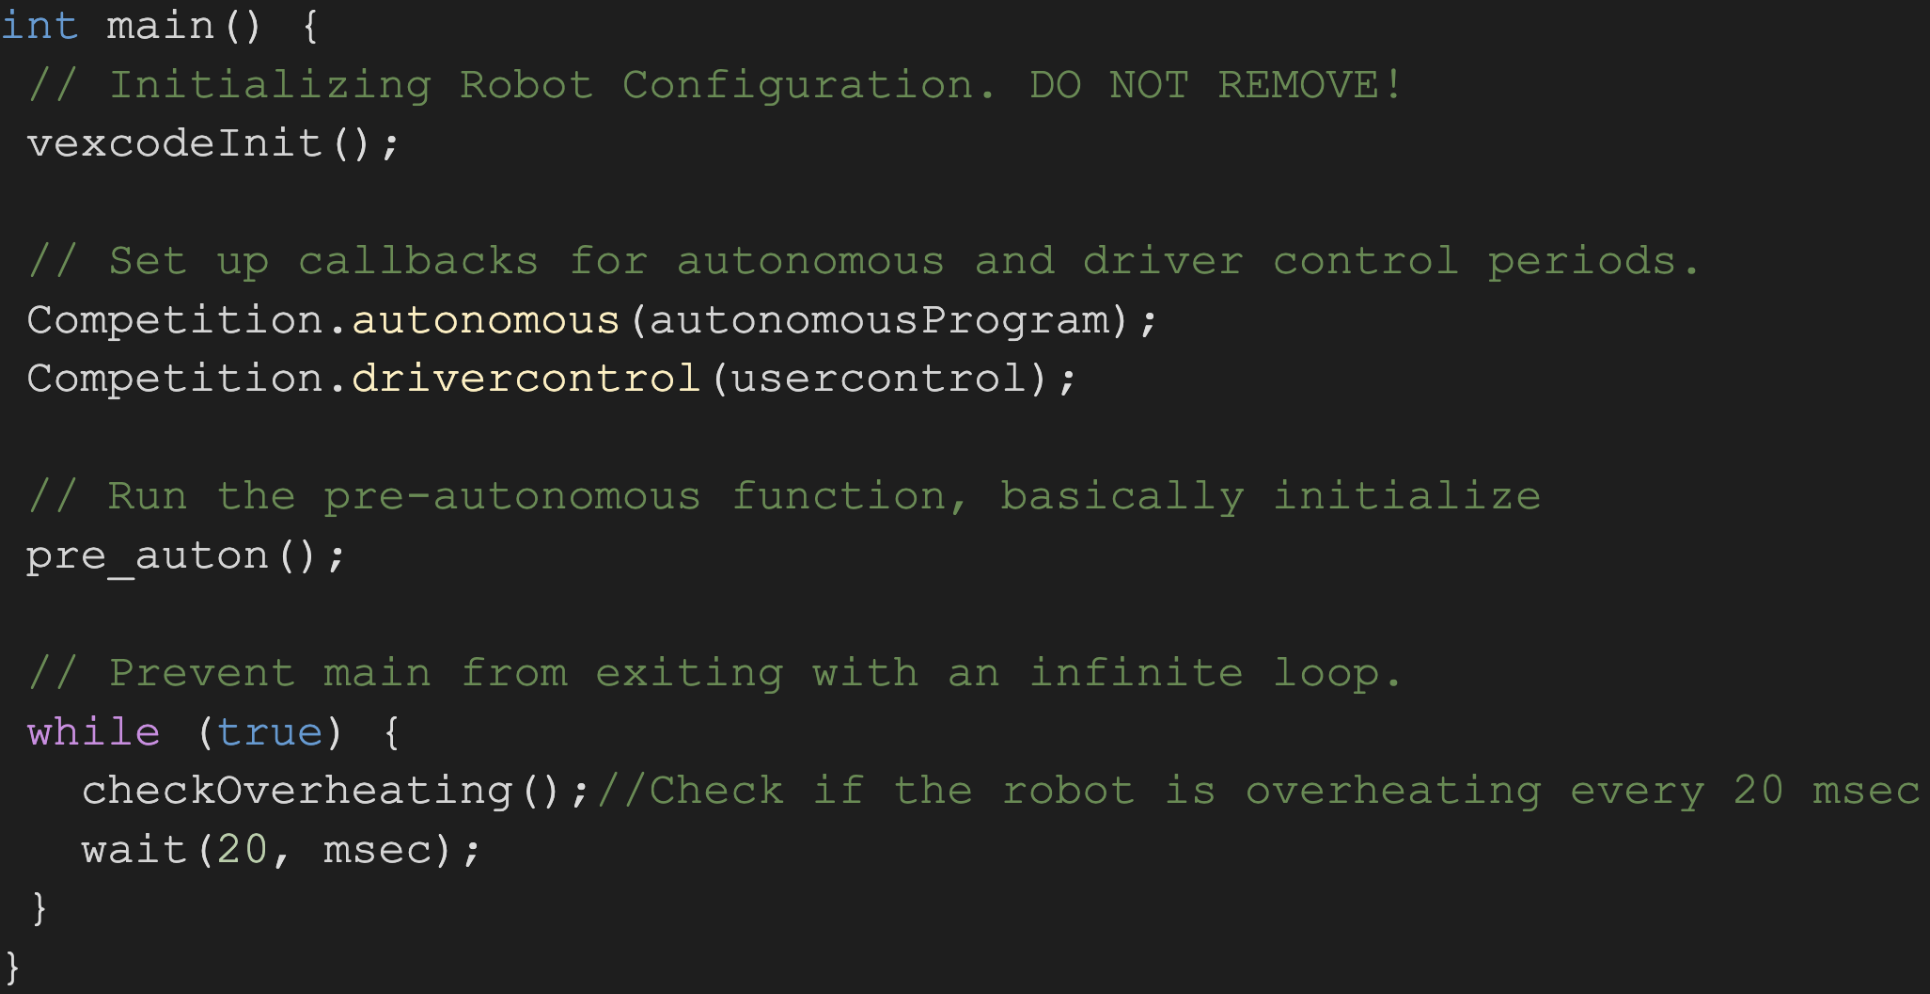 int main() {
// Initializing Robot Configuration. DO NOT REMOVE!
vexcodeInit();
// Set up callbacks for autonomous and driver control periods.
Competition.autonomous(autonomousProgram);
Competition.drivercontrol(usercontrol);
// Run the pre-autonomous function, basically initialize
pre_auton();
// Prevent main from exiting with an infinite loop.
while (true) {
checkOverheating();//Check if the robot is overheating every 20 msec
wait(20, msec);
}
}